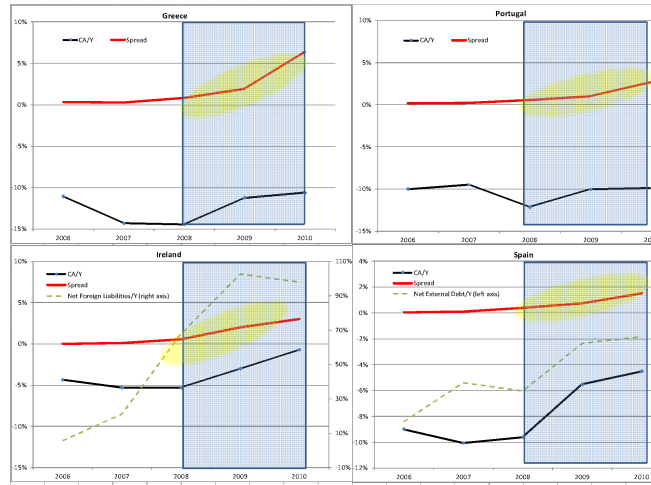 Greece
CA/Y Spread
10%
5%
0%
-5%
-10%
-15%
2006 2007 2008 2009 2010
Portugal
CA/Y Spread
10%
5%
0%
-5%
-10%
-15%
2006 2007 2008 2009 2010
Ireland
CA/Y
Spread
Net Foreign Liabilities/Y (right axis)
10%
5%
0%
-5%
-10%
-15%
110%
90%
70%
50%
30%
10%
-10%
2006 2007 2008 2009 2010
Spain
CA/Y
Spread
Net External Debt/Y (left axis)
4%
2%
0%
-2%
-4%
-6%
-8%
-10%
-12%
2006 2007 2008 2009 2010